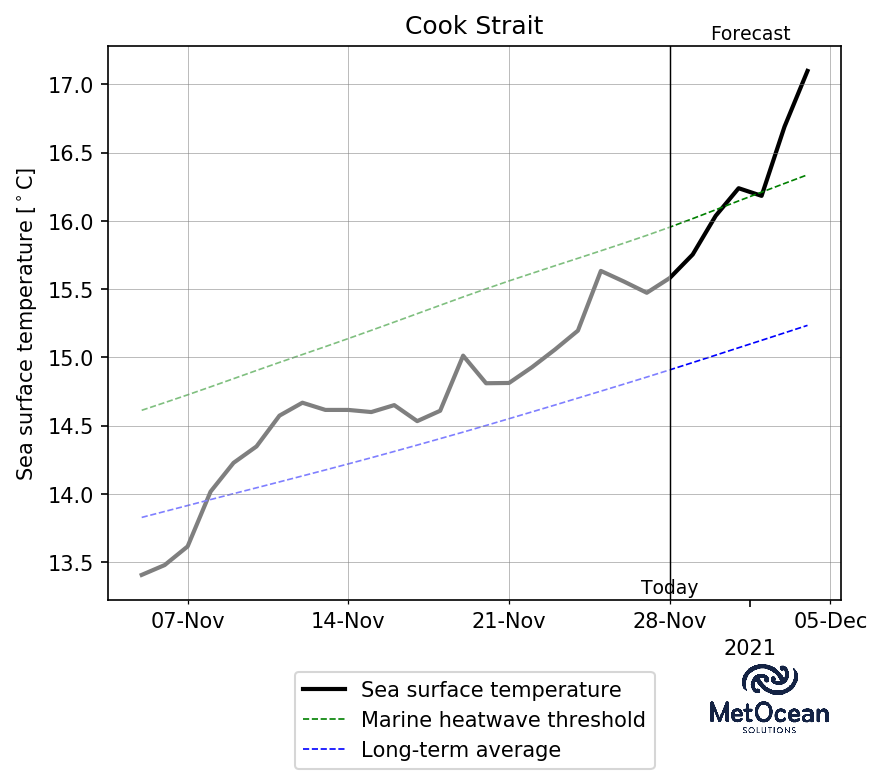 Cook Strait
Forecast
Sea surface temperature [°C]
17.0
16.5
16.0
15.5
15.0
14.5
14.0
13.5
Today
07-Nov
14-Nov
21-Nov
28-Nov
05-Dec
2021
Sea surface temperature
Marine heatwave threshold
Long-term average
MetOcean
SOLUTIONS